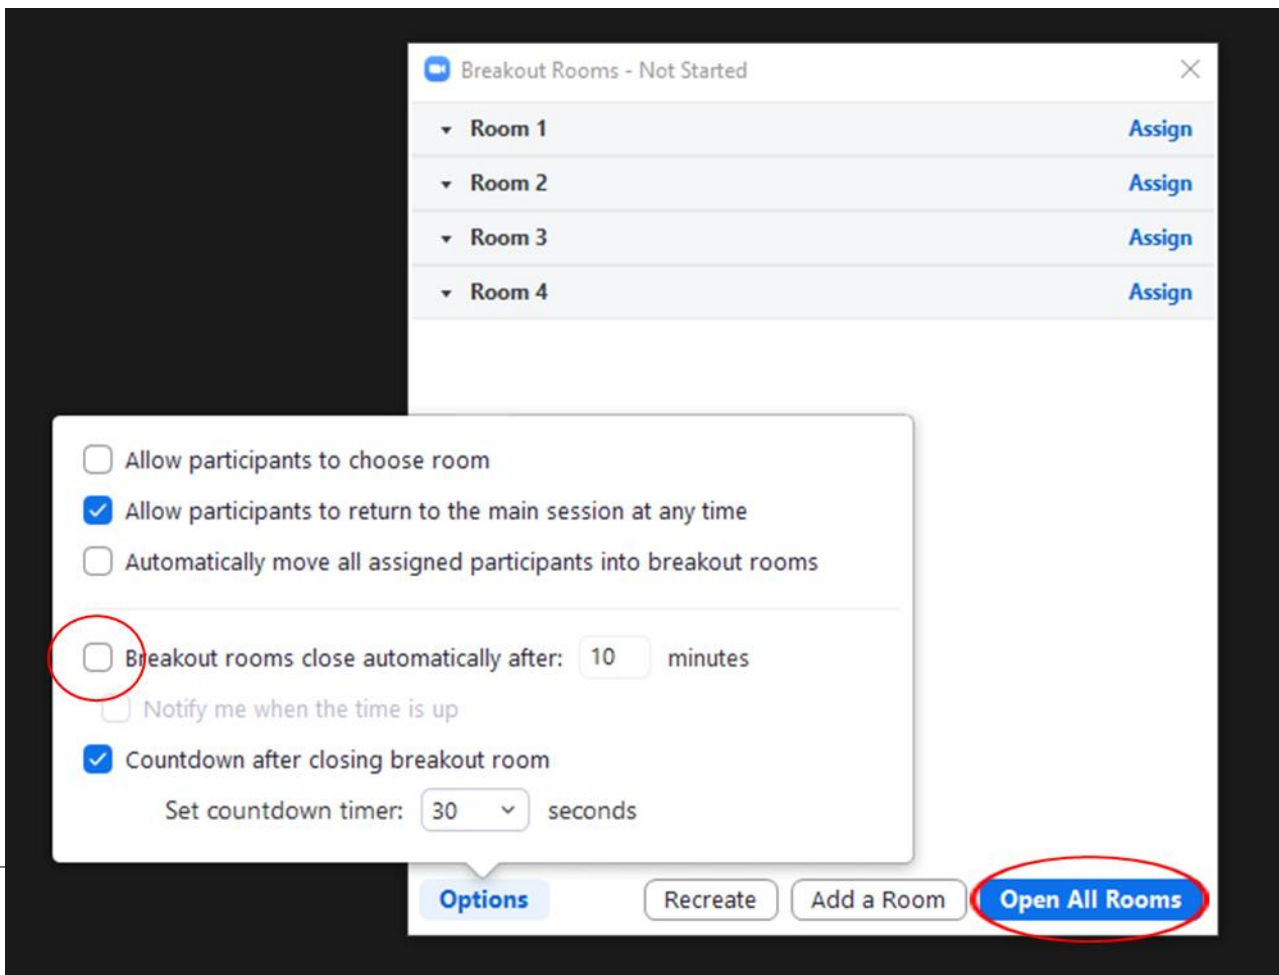 Breakout Rooms - Not Started
Room 1 Assign
Room 2 Assign
Room 3 Assign
Room 4 Assign
Allow participants to choose room
Allow participants to return to the main session at any time
Automatically move all assigned participants into breakout rooms
Breakout rooms close automatically after: 10 minutes
Notify me when the time is up
Countdown after closing breakout room
Set countdown timer: 30 seconds
Options Recreate Add a Room Open All Rooms